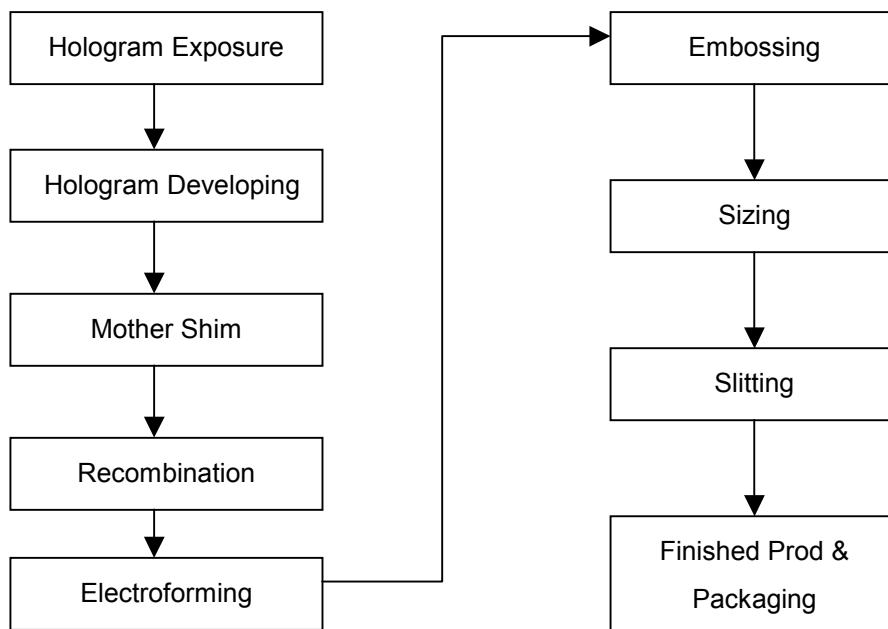 Hologram Exposure
Hologram Developing
Mother Shim
Recombination
Electroforming
Embossing
Sizing
Slitting
Finished Prod &
Packaging